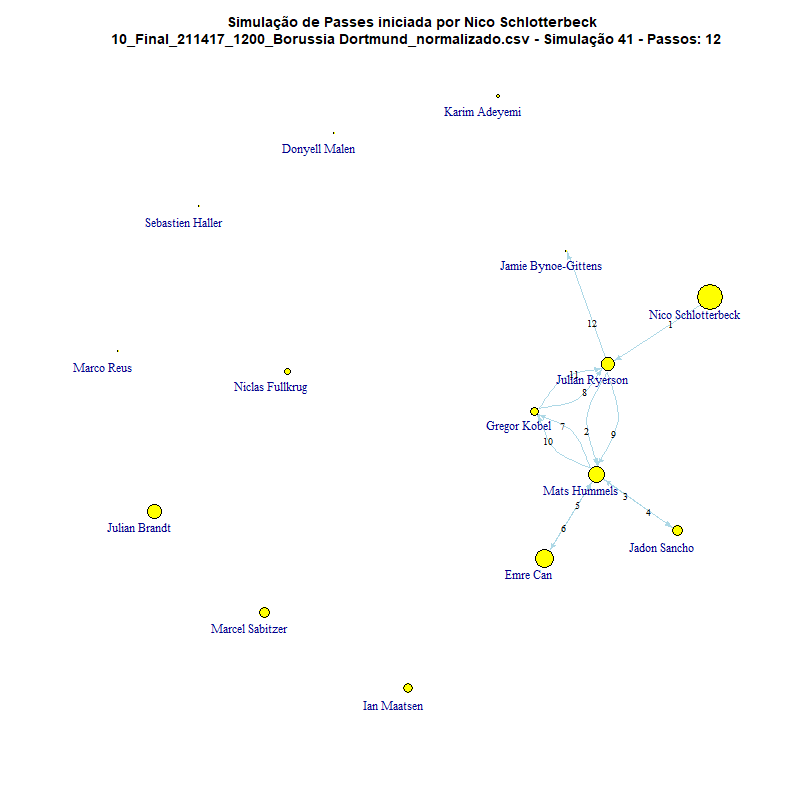 Simulação de Passes iniciada por Nico Schlotterbeck
10_Final_211417_1200_Borussia Dortmund_normalizado.csv - Simulação 41 - Passos: 12
Karim Adeyemi
Donyell Malen
Sebastien Haller
Jamie Bynoe-Gittens
Nico Schlotterbeck
12
1
Marco Reus
Niclas Fullkrug
11
Julian Ryerson
8
Gregor Kobel
7
2
9
10
Mats Hummels
3
5
4
Julian Brandt
6
Jadon Sancho
Emre Can
Marcel Sabitzer
Ian Maatsen